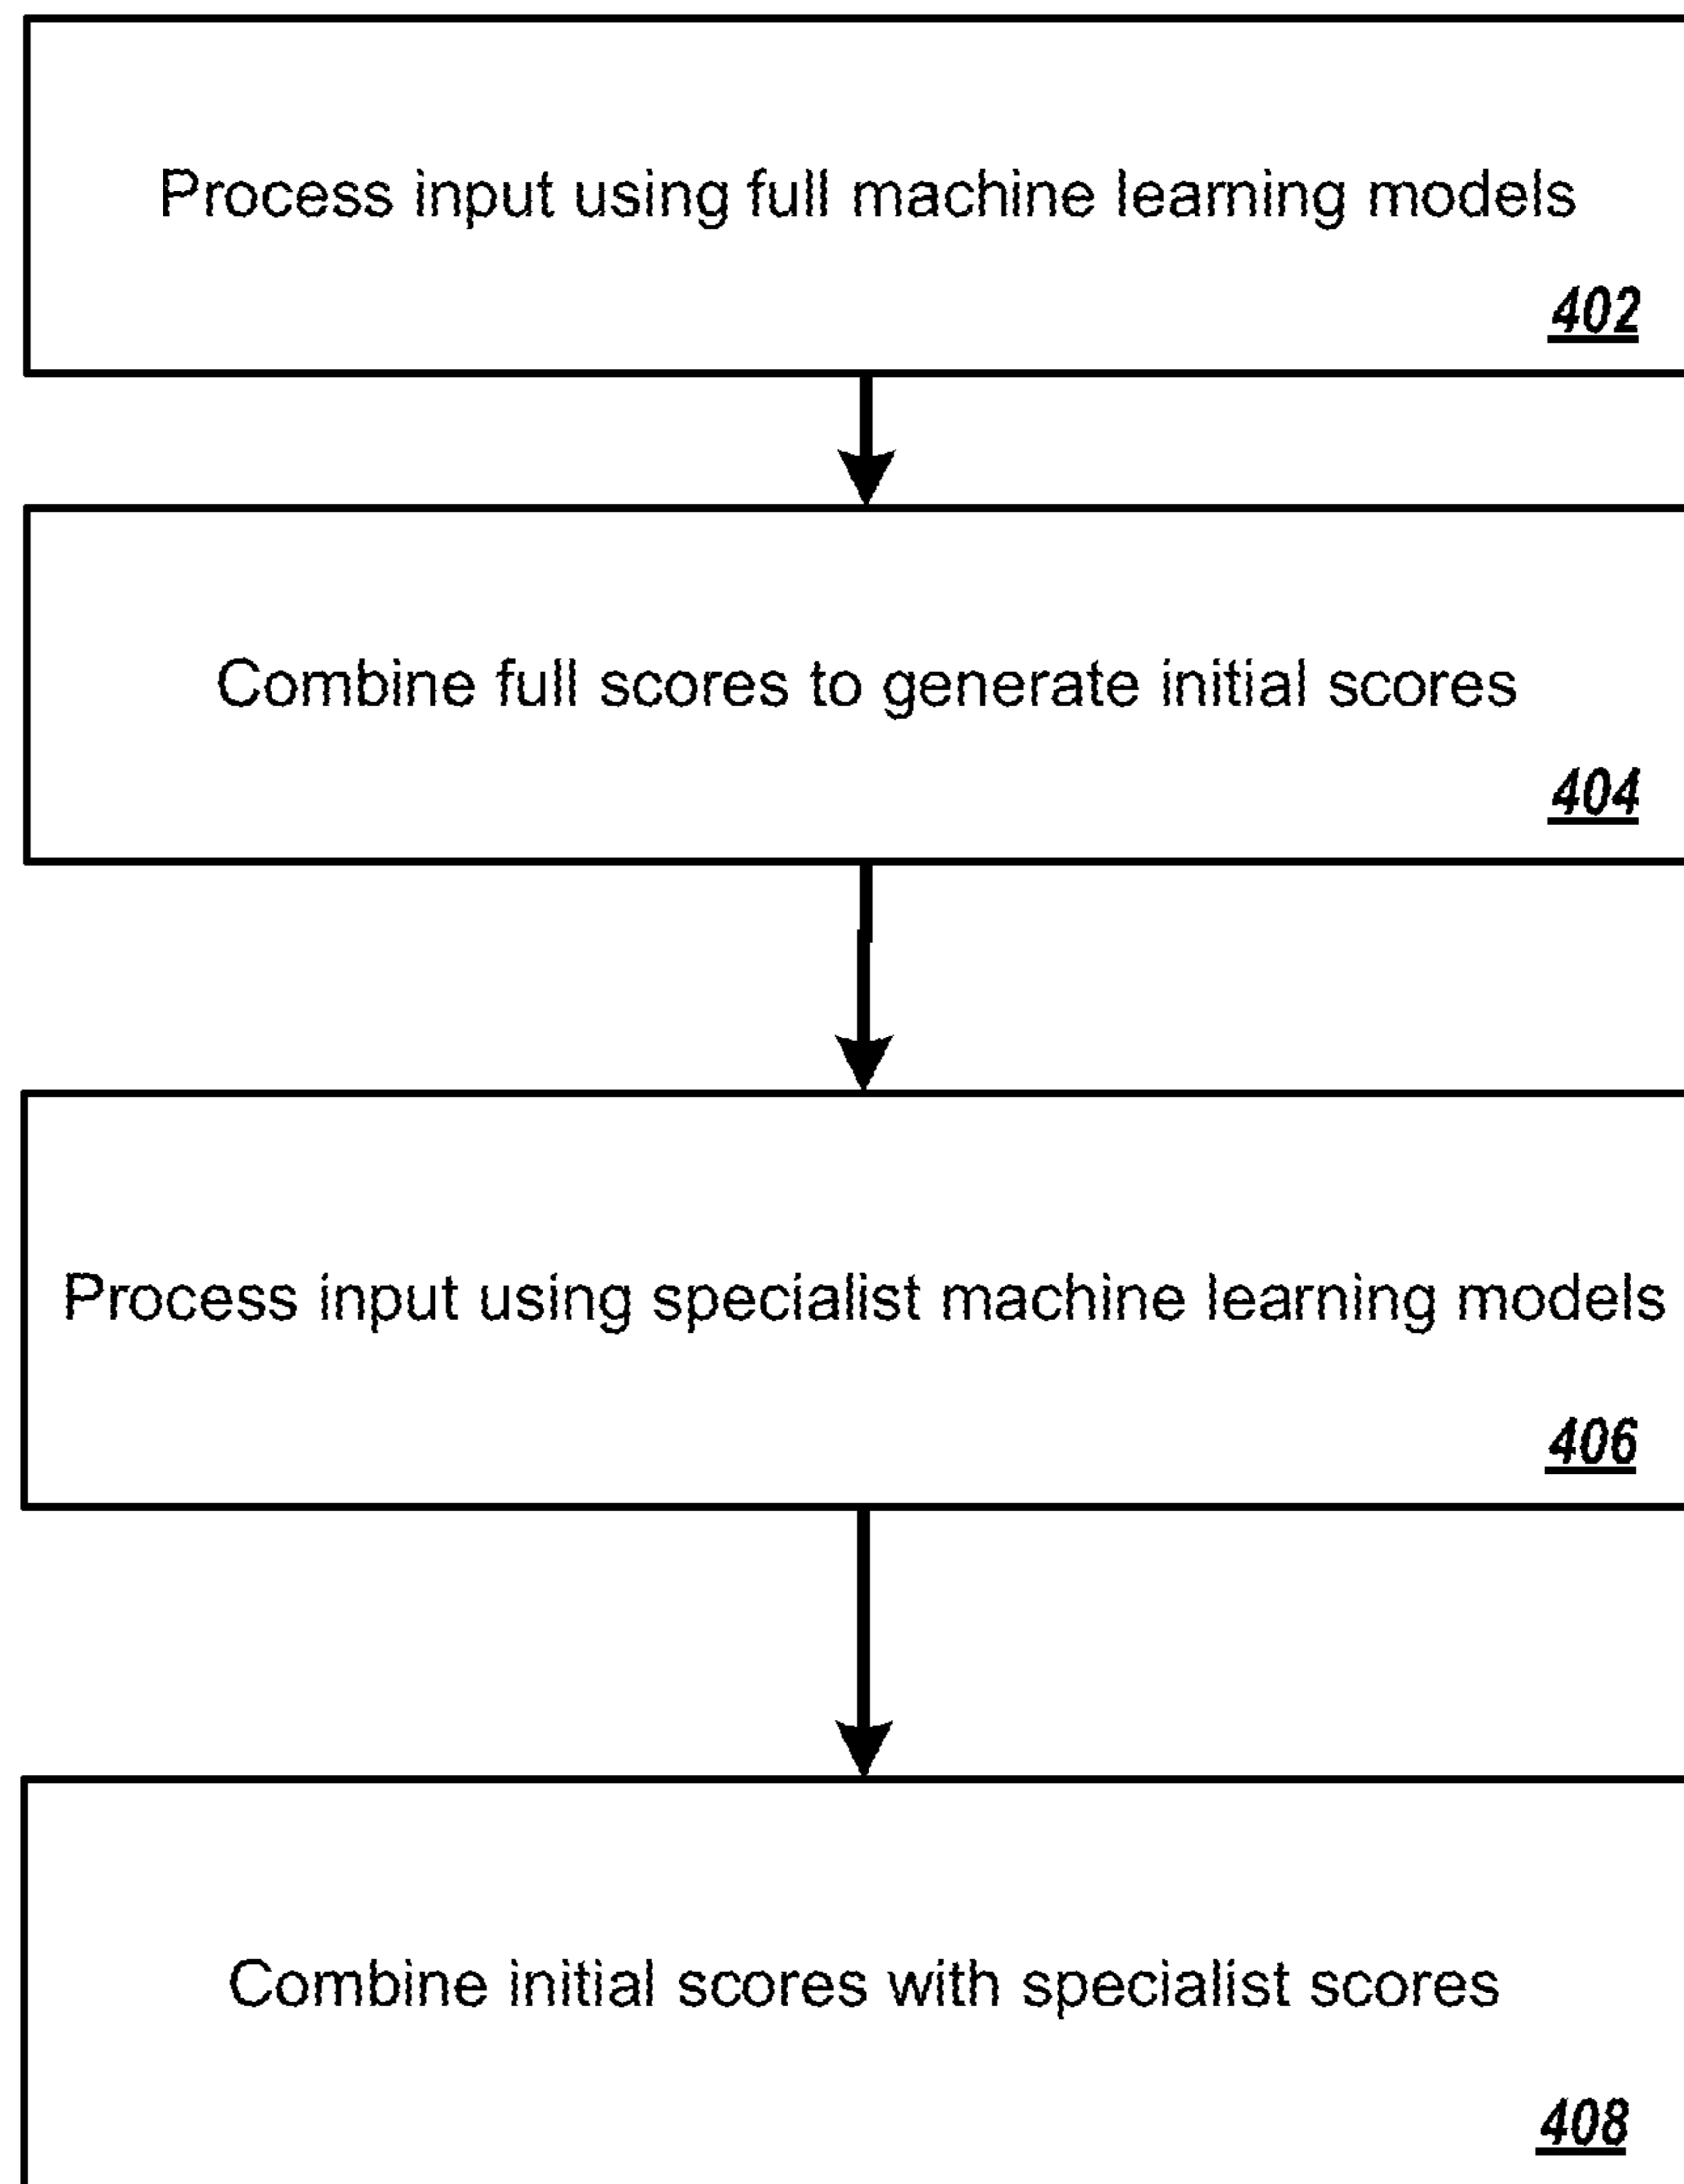 Process input using full machine learning models
402
Combine full scores to generate initial scores
404
Process input using specialist machine learning models
406
Combine initial scores with specialist scores
408